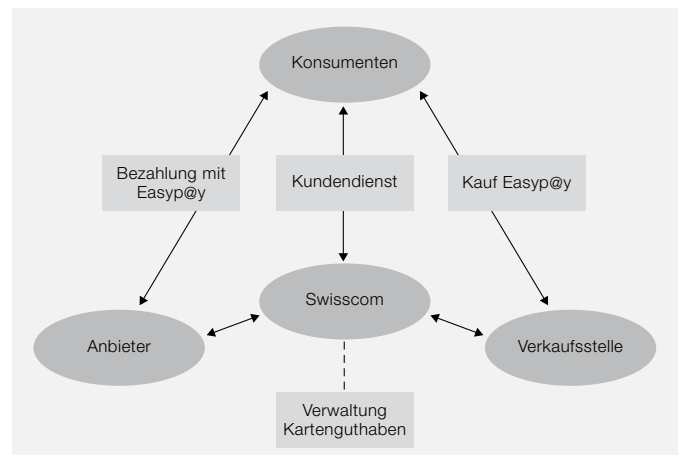 Konsumenten
Bezahlung mit
Easyp@y
Kundendienst
Kauf Easyp@y
Swisscom
Anbieter
Verkaufsstelle
Verwaltung
Kartenguthaben